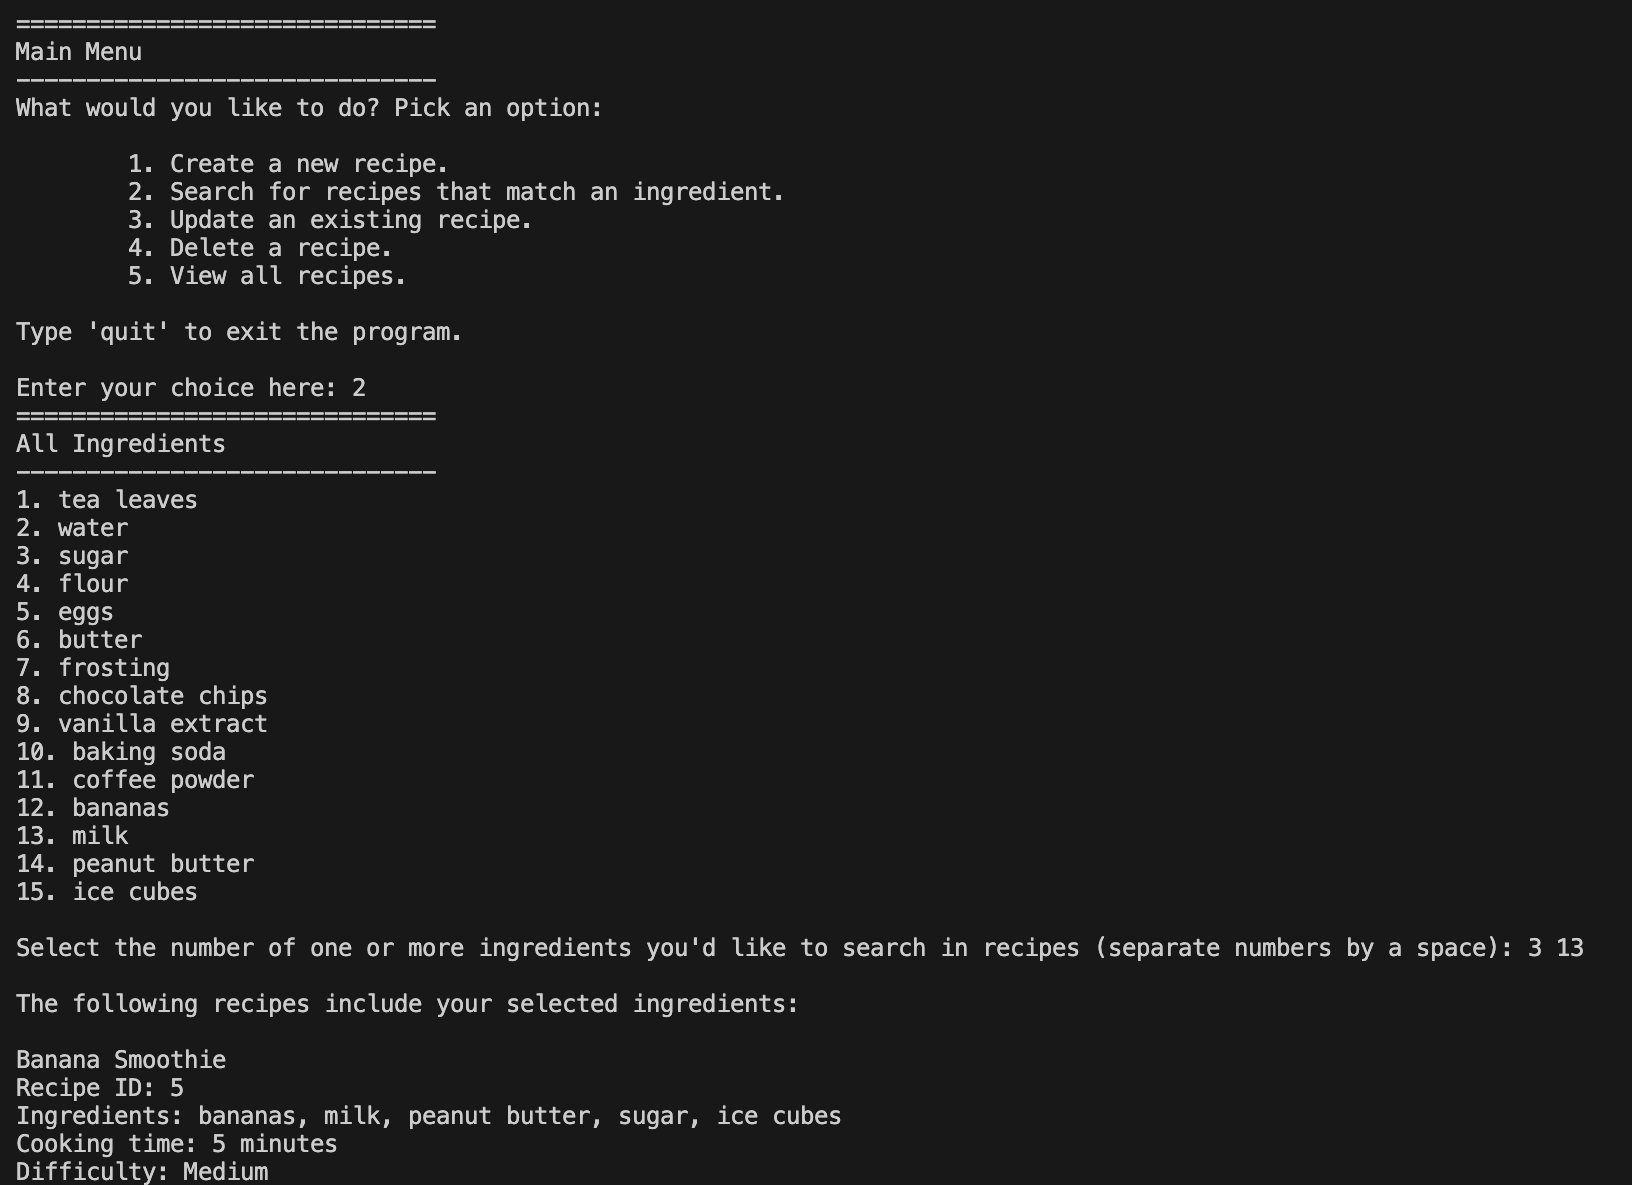 ==============================
Main Menu
------------------------------
What would you like to do? Pick an option:
1. Create a new recipe.
2. Search for recipes that match an ingredient.
3. Update an existing recipe.
4. Delete a recipe.
5. View all recipes.
Type 'quit' to exit the program.
Enter your choice here: 2
==============================
All Ingredients
------------------------------
1. tea leaves
2. water
3. sugar
4. flour
5. eggs
6. butter
7. frosting
8. chocolate chips
9. vanilla extract
10. baking soda
11. coffee powder
12. bananas
13. milk
14. peanut butter
15. ice cubes
Select the number of one or more ingredients you'd like to search in recipes (separate numbers by a space): 3 13
The following recipes include your selected ingredients:
Banana Smoothie
Recipe ID: 5
Ingredients: bananas, milk, peanut butter, sugar, ice cubes
Cooking time: 5 minutes
Difficulty: Medium